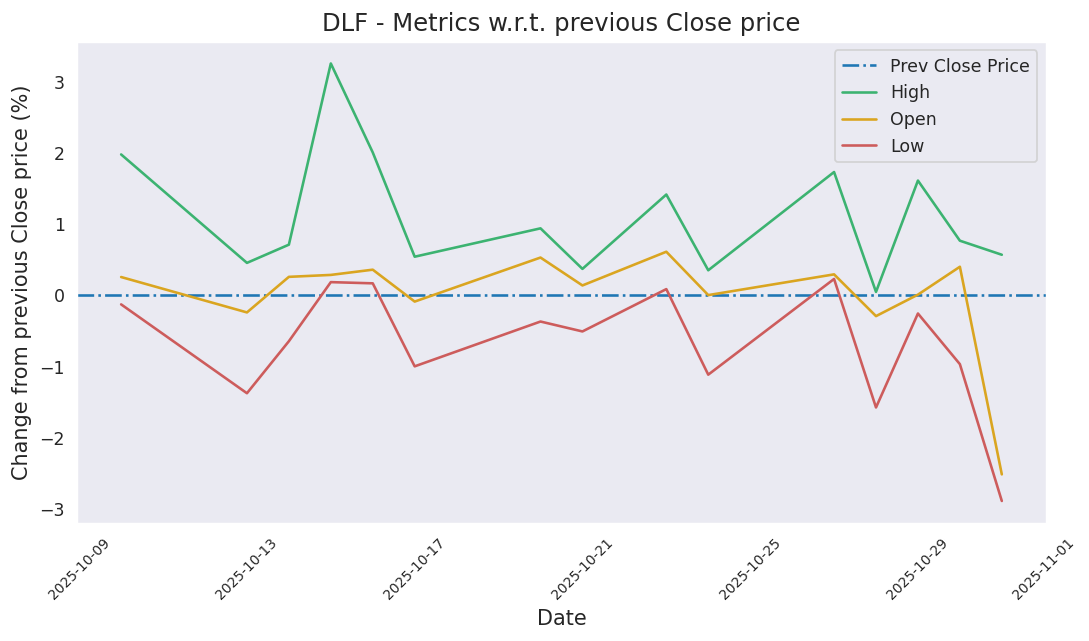 DLF - Metrics w.r.t. previous Close price
Change from previous Close price (%)
3
2
1
0
−1
−2
−3
Prev Close Price
High
Open
Low
2025-10-09
2025-10-13
2025-10-17
2025-10-21
2025-10-25
2025-10-29
2025-11-01
Date